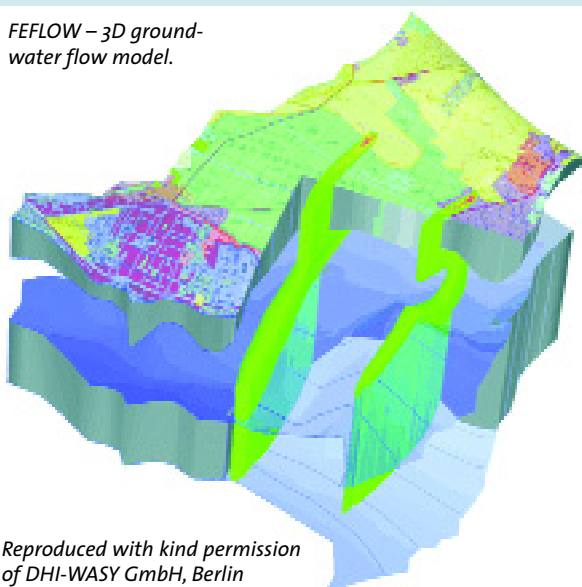 FEFLOW – 3D ground-
water flow model.
Reproduced with kind permission
of DHI-WASY GmbH, Berlin